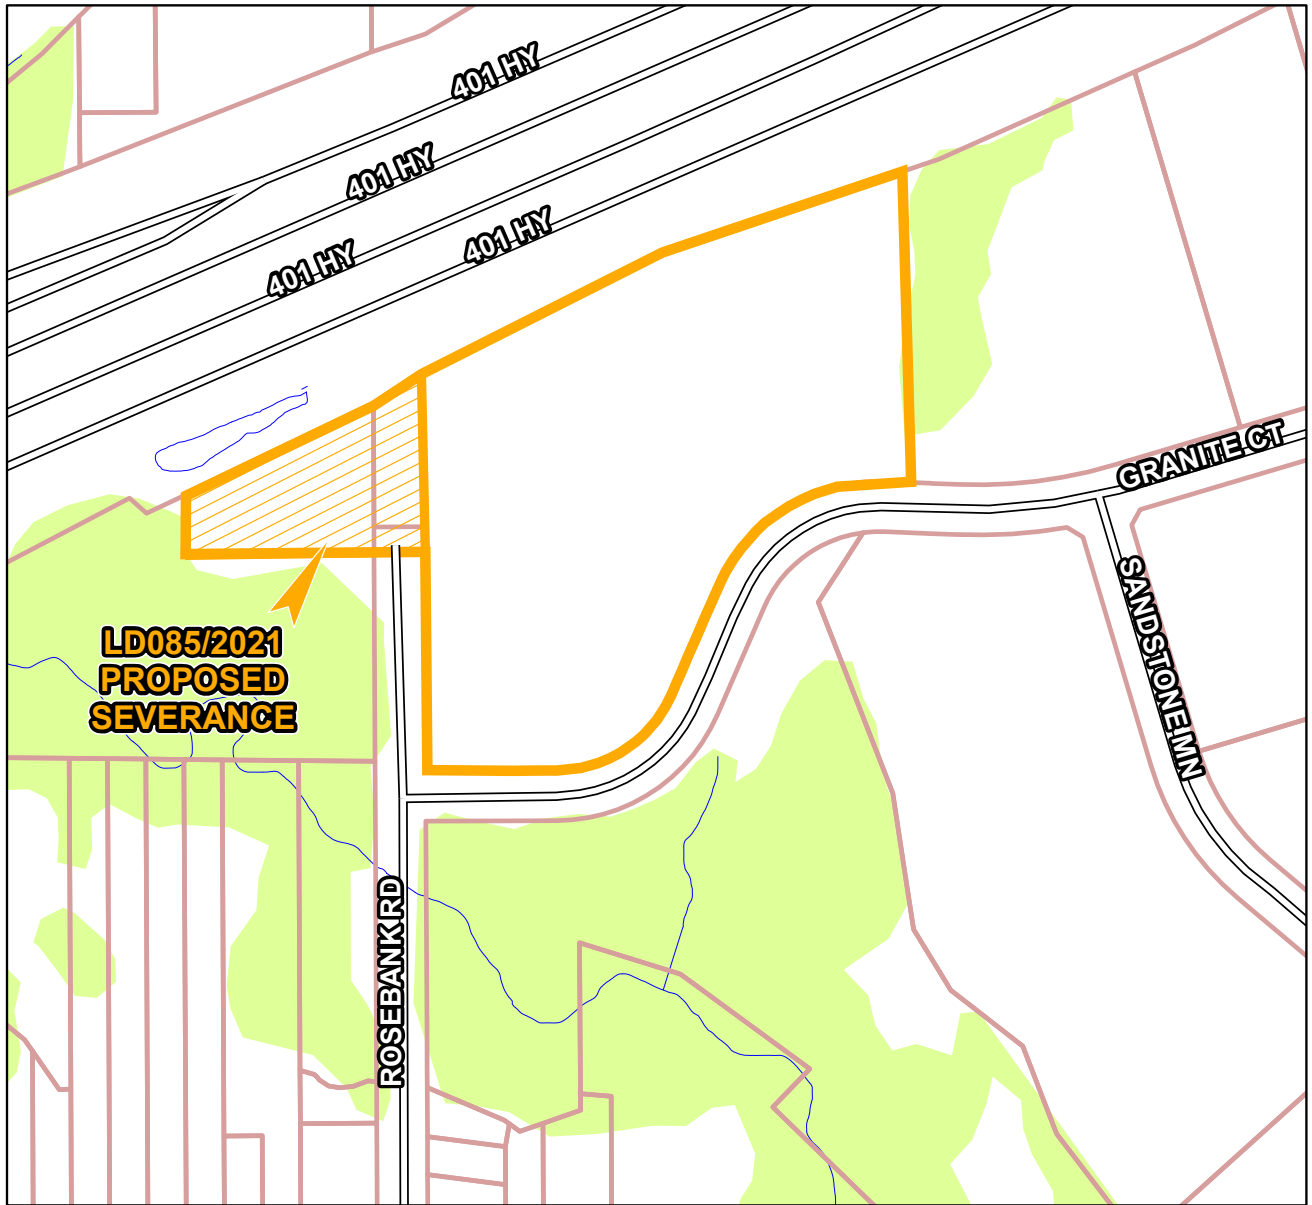 401 HY
401 HY
401 HY
401 HY
GRANITE CT
SANDSTONE MN
LD085/2021
PROPOSED
SEVERANCE
ROSEBANK RD